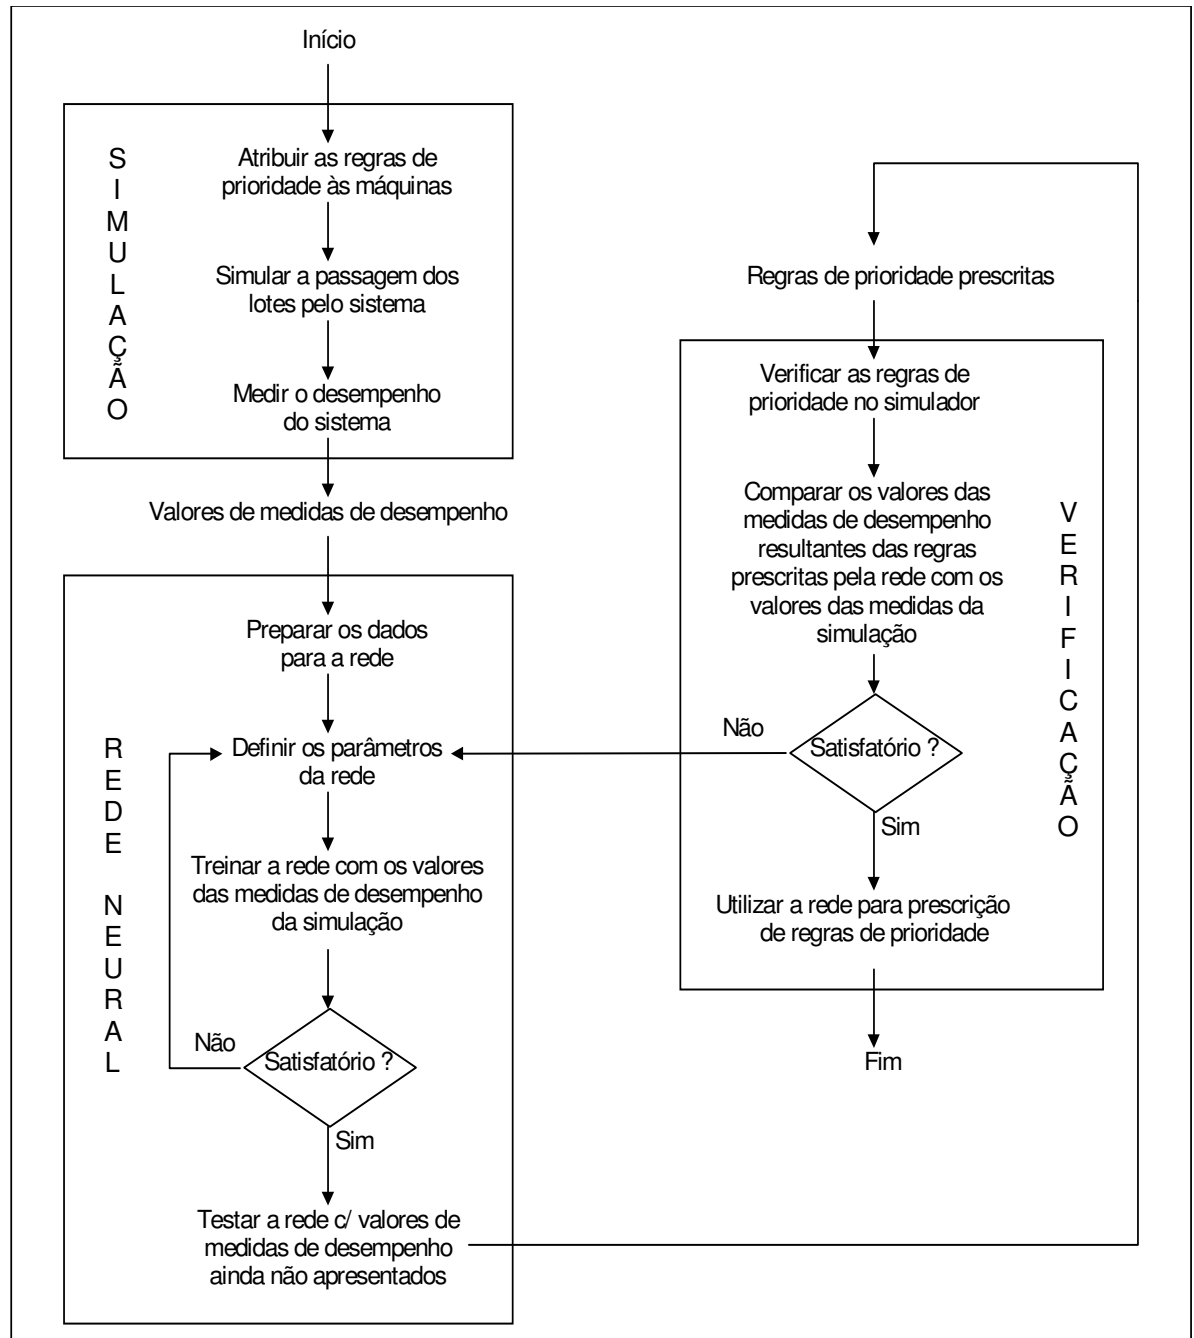 Início
SIMULAÇÃO
Atribuir as regras de
prioridade às máquinas
Simular a passagem dos
lotes pelo sistema
Medir o desempenho
do sistema
Valores de medidas de desempenho
REDE NEURAL
Preparar os dados
para a rede
Definir os parâmetros
da rede
Treinar a rede com os valores
das medidas de desempenho
da simulação
Não
Satisfatório ?
Sim
Testar a rede c/ valores de
medidas de desempenho
ainda não apresentados
Regras de prioridade prescritas
VERIFICAÇÃO
Verificar as regras de
prioridade no simulador
Comparar os valores das
medidas de desempenho
resultantes das regras
prescritas pela rede com os
valores das medidas da
simulação
Não
Satisfatório ?
Sim
Utilizar a rede para prescrição
de regras de prioridade
Fim